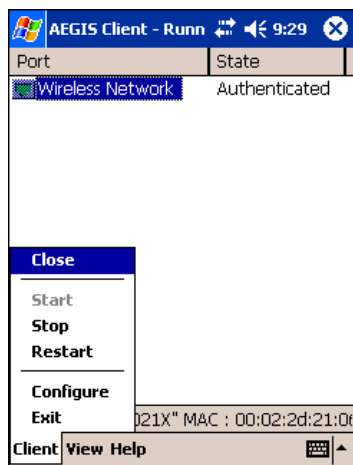 AEGIS Client - Runn 9:29
Port State
Wireless Network Authenticated
Close
Start
Stop
Restart
Configure
Exit
021X" MAC : 00:02:2d:21:0
Client View Help